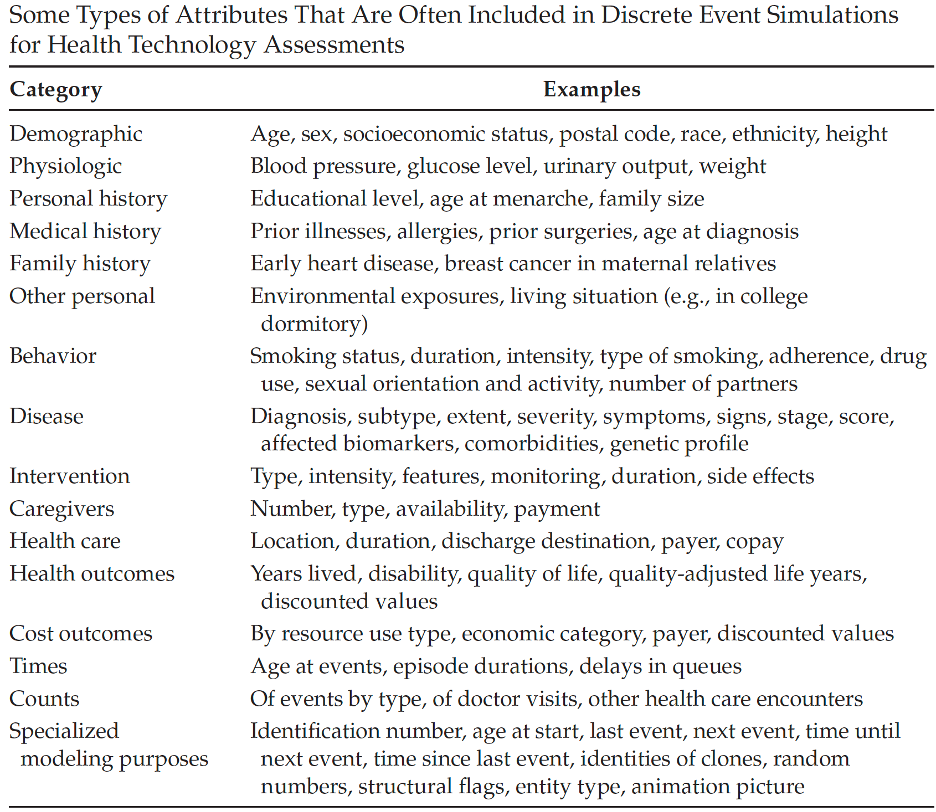 Some Types of Attributes That Are Often Included in Discrete Event Simulations
for Health Technology Assessments
Category Examples
Demographic Age, sex, socioeconomic status, postal code, race, ethnicity, height
Physiologic Blood pressure, glucose level, urinary output, weight
Personal history Educational level, age at menarche, family size
Medical history Prior illnesses, allergies, prior surgeries, age at diagnosis
Family history Early heart disease, breast cancer in maternal relatives
Other personal Environmental exposures, living situation (e.g., in college
dormitory)
Behavior Smoking status, duration, intensity, type of smoking, adherence, drug
use, sexual orientation and activity, number of partners
Disease Diagnosis, subtype, extent, severity, symptoms, signs, stage, score,
affected biomarkers, comorbidities, genetic profile
Intervention Type, intensity, features, monitoring, duration, side effects
Caregivers Number, type, availability, payment
Health care Location, duration, discharge destination, payer, copay
Health outcomes Years lived, disability, quality of life, quality-adjusted life years,
discounted values
Cost outcomes By resource use type, economic category, payer, discounted values
Times Age at events, episode durations, delays in queues
Counts Of events by type, of doctor visits, other health care encounters
Specialized Identification number, age at start, last event, next event, time until
modeling purposes next event, time since last event, identities of clones, random
numbers, structural flags, entity type, animation picture